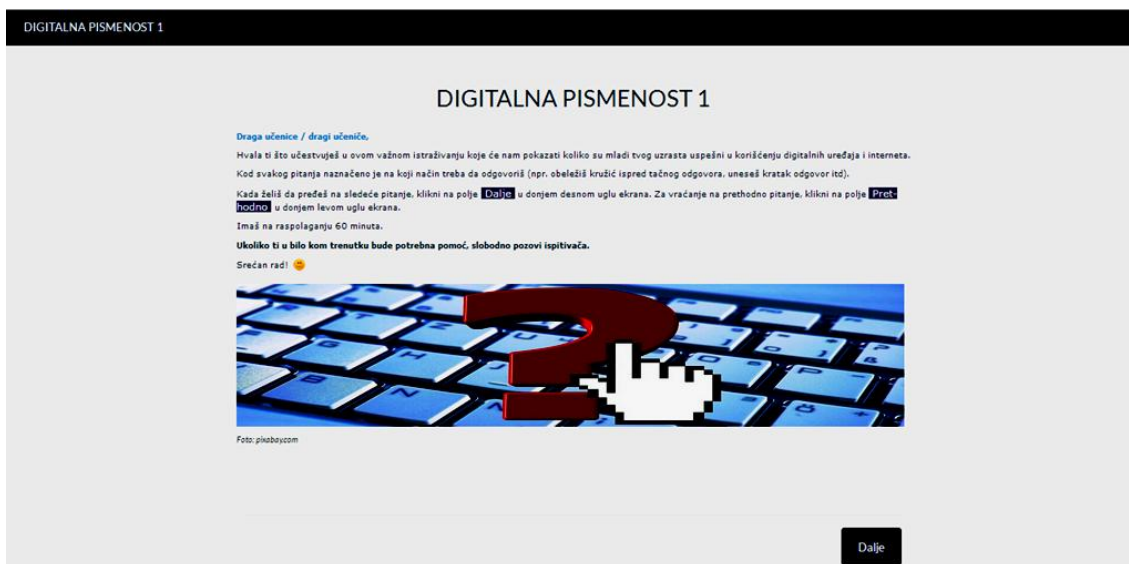 DIGITALNA PISMENOST 1
DIGITALNA PISMENOST 1
Draga učenice / dragi učeniče,
Hvala ti što učestvuješ u ovom važnom istraživanju koje će nam pokazati koliko su mladi tvog uzrasta uspešni u korišćenju digitalnih uređaja i interneta.
Kod svakog pitanja naznačeno je na koji način treba da odgovoriš (npr. obeležiš kružić ispred tačnog odgovora, uneseš kratak odgovor itd).
Kada želiš da pređeš na sledeće pitanje, klikni na polje Dalje u donjem desnom uglu ekrana. Za vraćanje na prethodno pitanje, klikni na polje Pret-
hodno u donjem levom uglu ekrana.
Imaš na raspolaganju 60 minuta.
Ukoliko ti u bilo kom trenutku bude potrebna pomoć, slobodno pozovi ispitivača.
Srećan rad! 😊
Foto: pixabay.com
Dalje